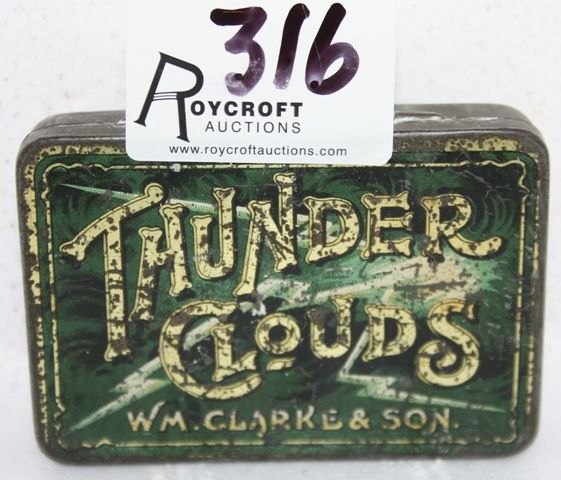 316
ROYCROFT
AUCTIONS
www.roycroftauctions.com
THUNDER
CLOUDS
WM. CLARKE & SON.